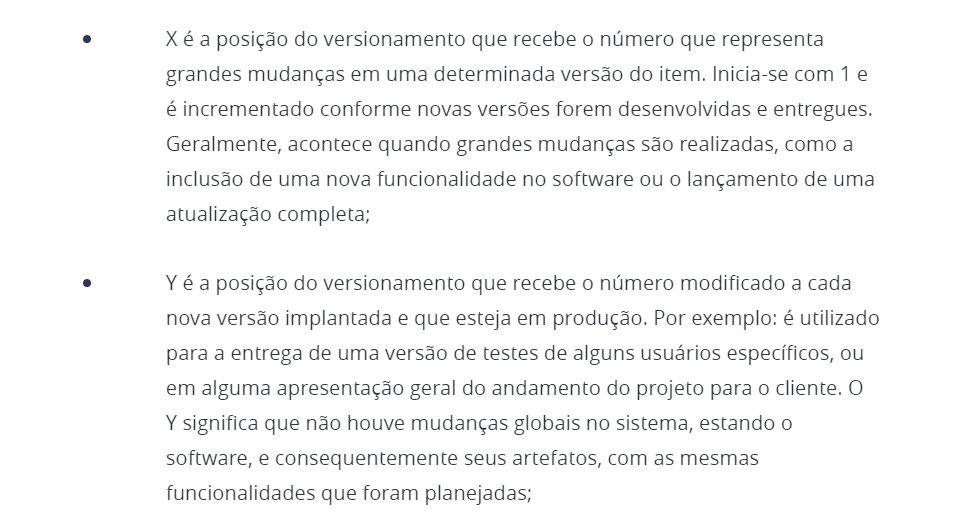 • X é a posição do versionamento que recebe o número que representa
grandes mudanças em uma determinada versão do item. Inicia-se com 1 e
é incrementado conforme novas versões forem desenvolvidas e entregues.
Geralmente, acontece quando grandes mudanças são realizadas, como a
inclusão de uma nova funcionalidade no software ou o lançamento de uma
atualização completa;
• Y é a posição do versionamento que recebe o número modificado a cada
nova versão implantada e que esteja em produção. Por exemplo: é utilizado
para a entrega de uma versão de testes de alguns usuários específicos, ou
em alguma apresentação geral do andamento do projeto para o cliente. O
Y significa que não houve mudanças globais no sistema, estando o
software, e consequentemente seus artefatos, com as mesmas
funcionalidades que foram planejadas;